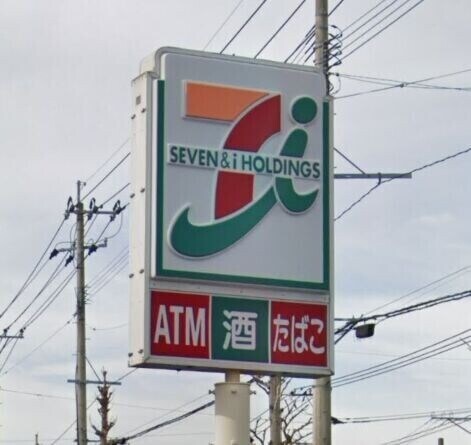 SEVEN&i HOLDINGS
ATM 酒 たばこ